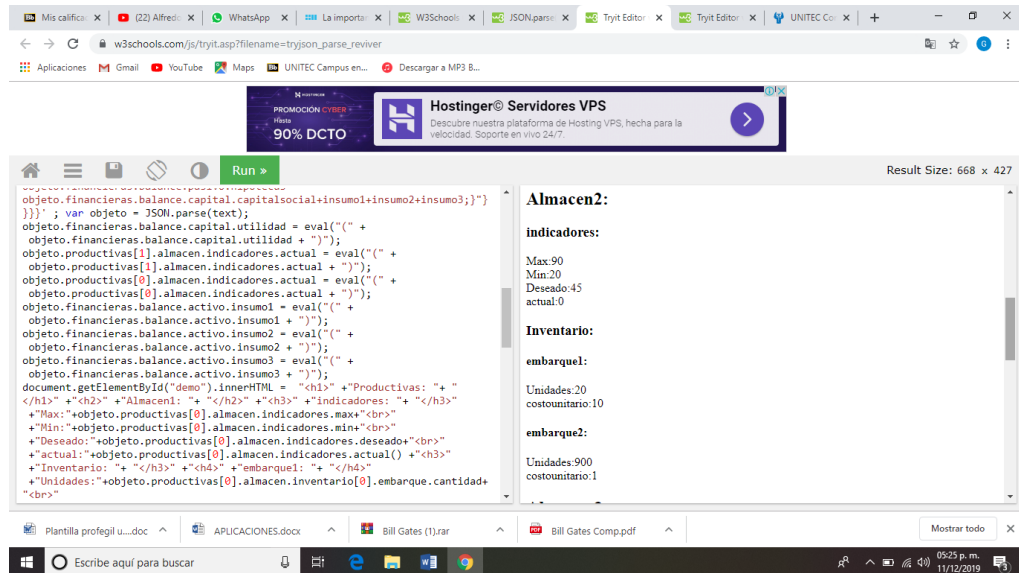 Mis calificac
(22) Alfredo
WhatsApp
La importan
W3Schools
JSON.parse
Tryit Editor
Tryit Editor
UNITEC Co
w3schools.com/js/tryit.asp?filename=tryjson_parse_reviver
G
Aplicaciones
Gmail
YouTube
Maps
Bb UNITEC Campus en...
Descargar a MP3 B...
HOSTINGER
PROMOCIÓN CYBER
Hasta
90% DCTO
Hostinger© Servidores VPS
Descubre nuestra plataforma de Hosting VPS, hecha para la
velocidad. Soporte en vivo 24/7.
Run »
Result Size: 668 x 427
objeto.financieras.balance.capital.capitalsocial+insumo1+insumo2+insumo3;}"}
}}}' ; var objeto = JSON.parse(text);
objeto.financieras.balance.capital.utilidad = eval("(" +
objeto.financieras.balance.capital.utilidad + ")");
objeto.productivas[1].almacen.indicadores.actual = eval("(" +
objeto.productivas[1].almacen.indicadores.actual + ")");
objeto.productivas[0].almacen.indicadores.actual = eval("(" +
objeto.productivas[0].almacen.indicadores.actual + ")");
objeto.financieras.balance.activo.insumo1 = eval("(" +
objeto.financieras.balance.activo.insumo1 + ")");
objeto.financieras.balance.activo.insumo2 = eval("(" +
objeto.financieras.balance.activo.insumo2 + ")");
objeto.financieras.balance.activo.insumo3 = eval("(" +
objeto.financieras.balance.activo.insumo3 + ")");
document.getElementById("demo").innerHTML = "<h1>" +"Productivas: "+ "
</h1>" +"<h2>" +"Almacen1: "+ "</h2>" +"<h3>" +"indicadores: "+ "</h3>"
+"Max:"+objeto.productivas[0].almacen.indicadores.max+"<br>"
+"Min:"+objeto.productivas[0].almacen.indicadores.min+"<br>"
+"Deseado:"+objeto.productivas[0].almacen.indicadores.deseado+"<br>"
+"actual:"+objeto.productivas[0].almacen.indicadores.actual() +"<h3>"
+"Inventario: "+ "</h3>" +"<h4>" +"embarque1: "+ "</h4>"
+"Unidades:"+objeto.productivas[0].almacen.inventario[0].embarque.cantidad+
"<br>"
Almacen2:
indicadores:
Max:90
Min:20
Deseado:45
actual:0
Inventario:
embarque1:
Unidades:20
costounitario:10
embarque2:
Unidades:900
costounitario:1
Plantilla profegil u....doc
APLICACIONES.docx
Bill Gates (1).rar
Bill Gates Comp.pdf
Mostrar todo
Escribe aquí para buscar
05:25 p. m.
11/12/2019
3